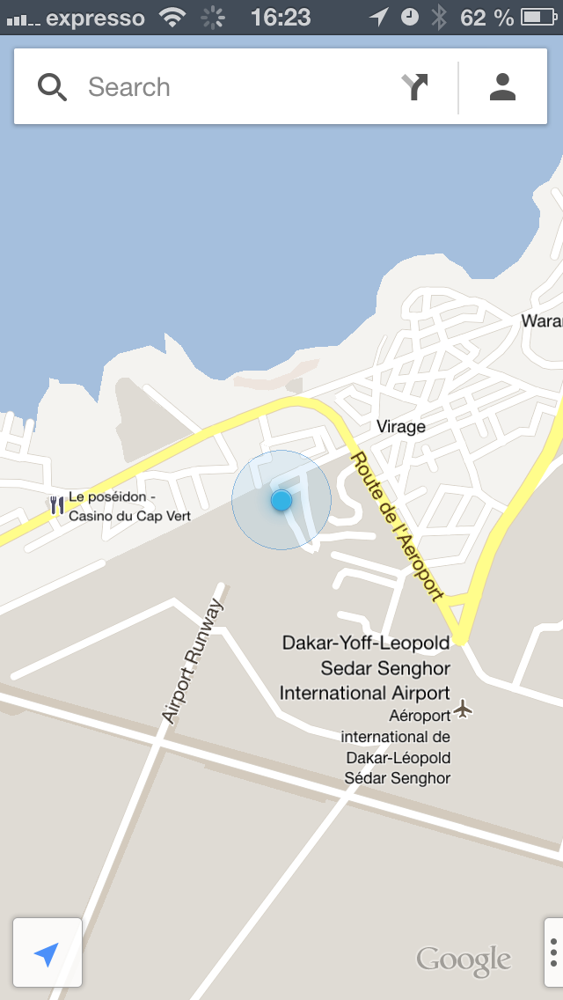 expresso 16:23 62 %
Search
Virage
Route de l'Aeroport
Le poséidon -
Casino du Cap Vert
Airport Runway
Dakar-Yoff-Leopold
Sedar Senghor
International Airport
Aéroport
international de
Dakar-Léopold
Sédar Senghor
Google